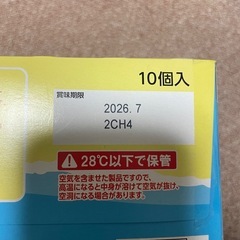 10個入
賞味期限
2026.7
2CH4
28℃以下で保管
空気を含ませた製品ですので、
高温になると中身が溶けて空気が抜け、
空洞になる場合があります。